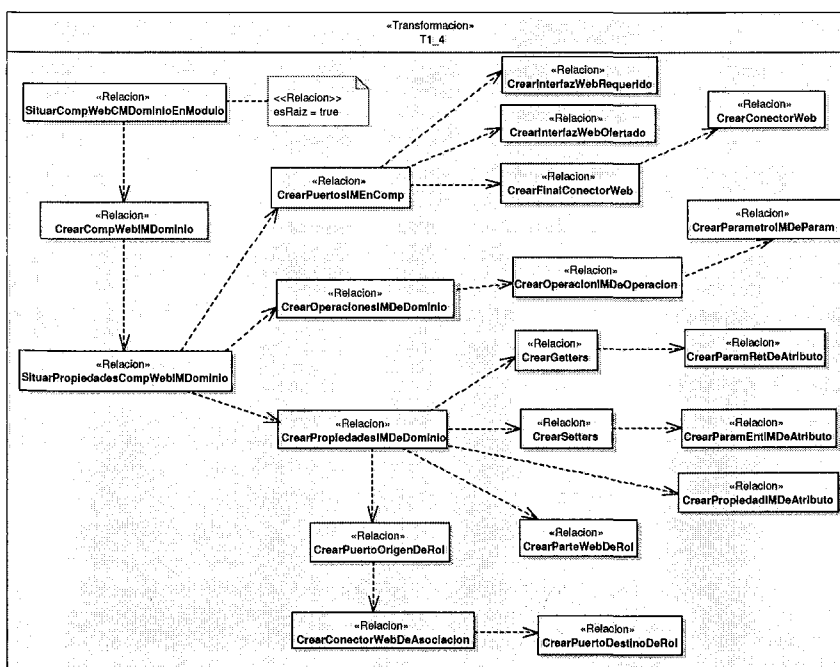 «Transformacion»
T1_4
«Relacion»
SituarCompWebCMDominioEnModulo
<<Relacion>>
esRaiz = true
«Relacion»
CrearInterfazWebRequerido
«Relacion»
CrearInterfazWebOfertado
«Relacion»
CrearConectorWeb
«Relacion»
CrearPuertosIMEnComp
«Relacion»
CrearFinalConectorWeb
«Relacion»
CrearCompWebIMDominio
«Relacion»
CrearParametroIMDeParam
«Relacion»
CrearOperacionesIMDeDominio
«Relacion»
CrearOperacionIMDeOperacion
«Relacion»
SituarPropiedadesCompWebIMDominio
«Relacion»
CrearGetters
«Relacion»
CrearParamRetDeAtributo
«Relacion»
CrearPropiedadesIMDeDominio
«Relacion»
CrearSetters
«Relacion»
CrearParamEntIMDeAtributo
«Relacion»
CrearPropiedadIMDeAtributo
«Relacion»
CrearPuertoOrigenDeRol
«Relacion»
CrearParteWebDeRol
«Relacion»
CrearConectorWebDeAsociacion
«Relacion»
CrearPuertoDestinoDeRol